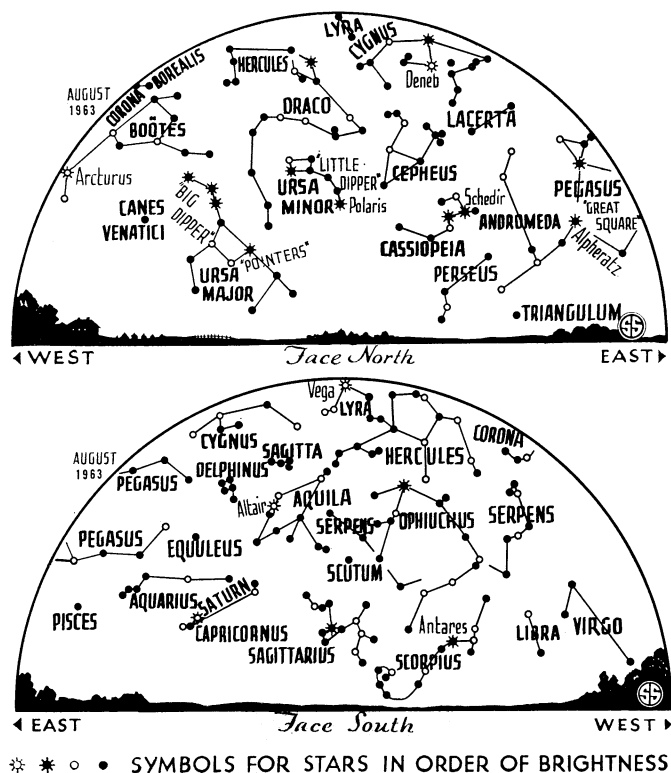 LYRA
CYGNUS
HERCULES
Deneb
CORONA BOREALIS
AUGUST
1963
DRACO
LACERTA
BOÖTES
Arcturus
"LITTLE
DIPPER"
CEPHEUS
URSA
MINOR
Polaris
"BIG
DIPPER"
CANES
VENATICI
Schedir
PEGASUS
"GREAT
SQUARE"
ANDROMEDA
Alpheratz
CASSIOPEIA
"POINTERS"
URSA
MAJOR
PERSEUS
TRIANGULUM
SS
WEST
Face North
EAST
Vega
LYRA
CYGNUS
SAGITTA
HERCULES
CORONA
AUGUST
1963
PEGASUS
DELPHINUS
Altair
AQUILA
SERPENS
OPHIUCHUS
SERPENS
PEGASUS
EQUULEUS
SCUTUM
AQUARIUS
SATURN
PISCES
CAPRICORNUS
SAGITTARIUS
Antares
SCORPIUS
LIBRA
VIRGO
SS
EAST
Face South
WEST
SYMBOLS FOR STARS IN ORDER OF BRIGHTNESS